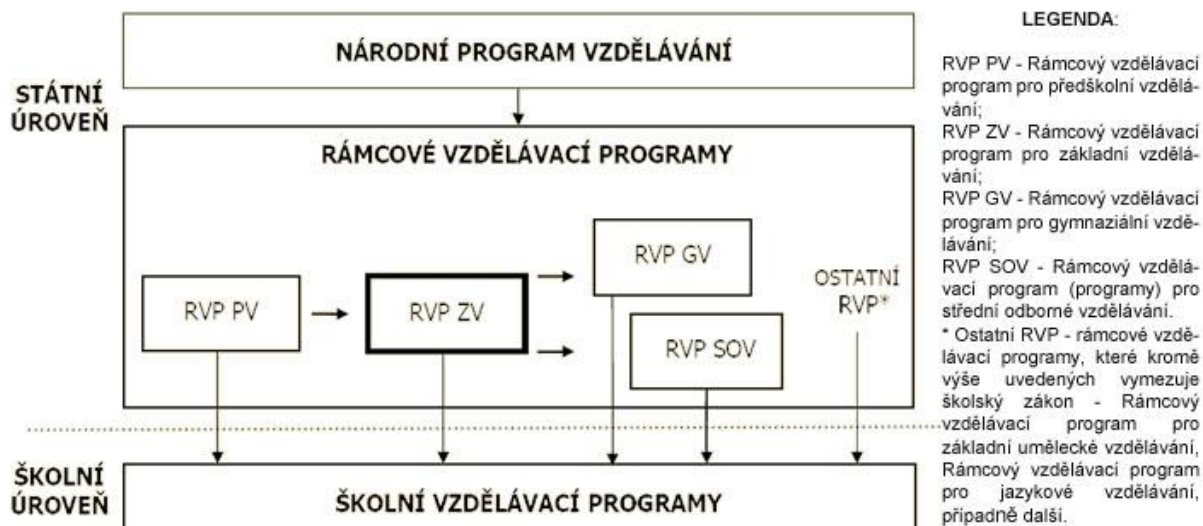 NÁRODNÍ PROGRAM VZDĚLÁVÁNÍ
STÁTNÍ
ÚROVEŇ
RÁMCOVÉ VZDĚLÁVACÍ PROGRAMY
RVP PV
RVP ZV
RVP GV
RVP SOV
OSTATNÍ
RVP*
ŠKOLNÍ
ÚROVEŇ
ŠKOLNÍ VZDĚLÁVACÍ PROGRAMY
LEGENDA:
RVP PV - Rámcový vzdělávací
program pro předškolní vzdělá-
vání;
RVP ZV - Rámcový vzdělávací
program pro základní vzdělá-
vání;
RVP GV - Rámcový vzdělávací
program pro gymnaziální vzdě-
lávání;
RVP SOV - Rámcový vzdělá-
vací program (programy) pro
střední odborné vzdělávání.
* Ostatní RVP - rámcové vzdě-
lávací programy, které kromě
výše uvedených vymezuje
školský zákon - Rámcový
vzdělávací program pro
základní umělecké vzdělávání,
Rámcový vzdělávací program
pro jazykové vzdělávání,
případně další.